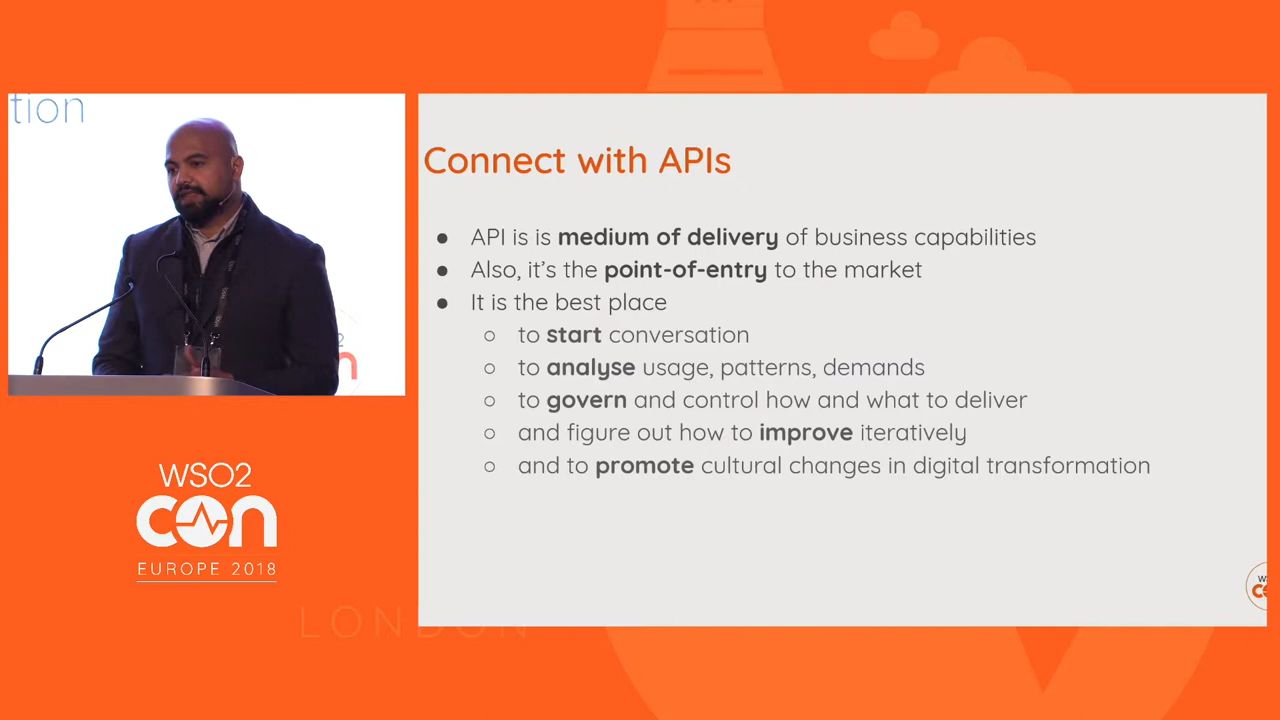 tion
Connect with APIs
● API is is medium of delivery of business capabilities
● Also, it's the point-of-entry to the market
● It is the best place
○ to start conversation
○ to analyse usage, patterns, demands
○ to govern and control how and what to deliver
○ and figure out how to improve iteratively
○ and to promote cultural changes in digital transformation
WSO2
con
EUROPE 2018
LONDON